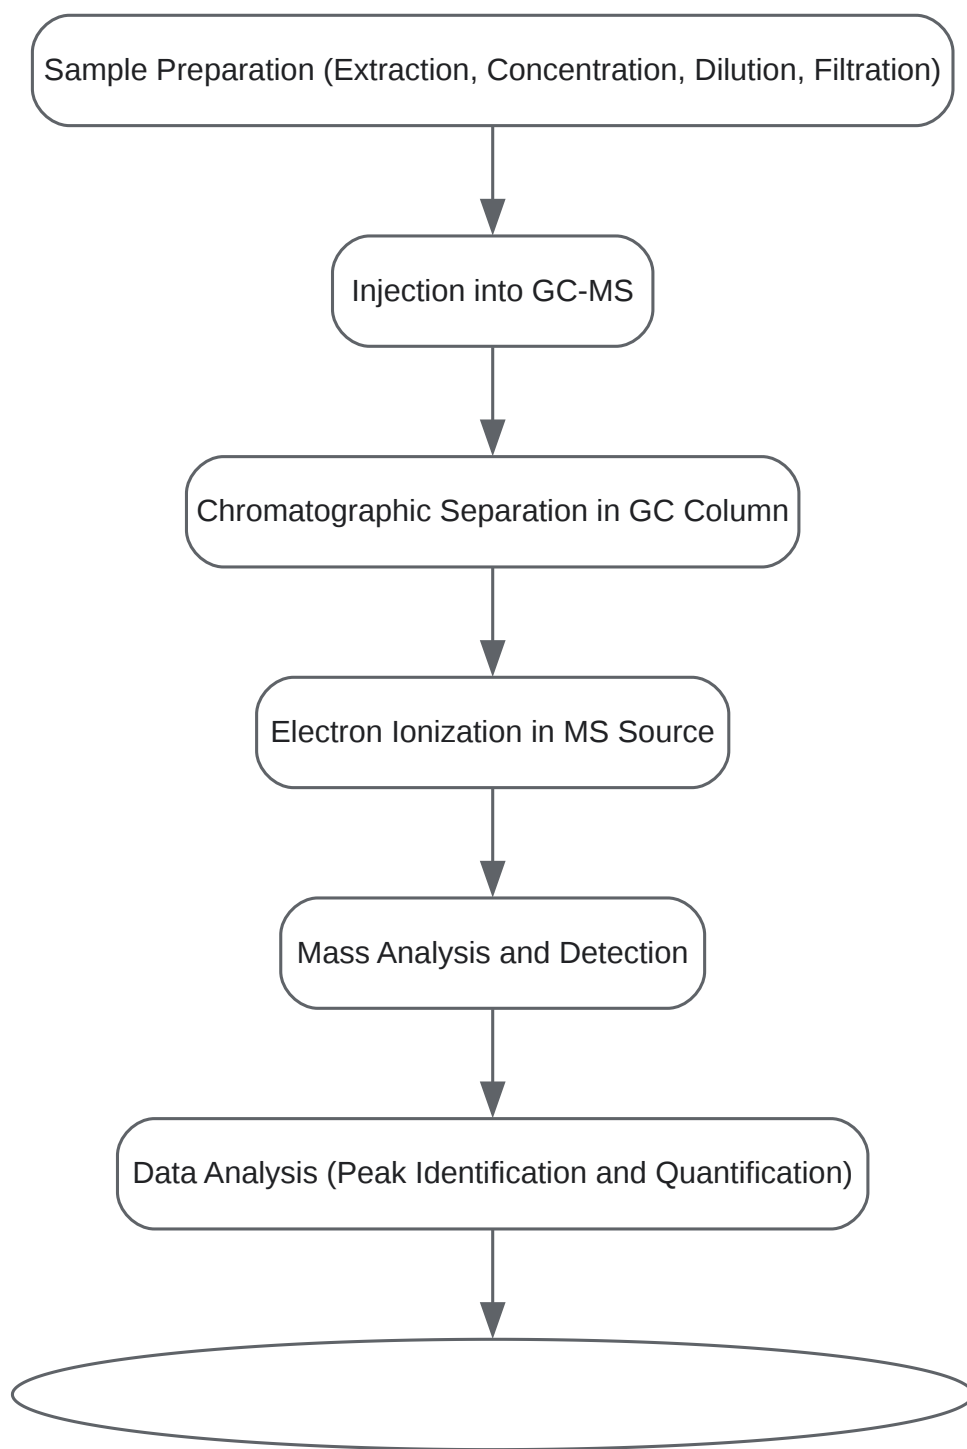 Sample Preparation (Extraction, Concentration, Dilution, Filtration)
Injection into GC-MS
Chromatographic Separation in GC Column
Electron Ionization in MS Source
Mass Analysis and Detection
Data Analysis (Peak Identification and Quantification)